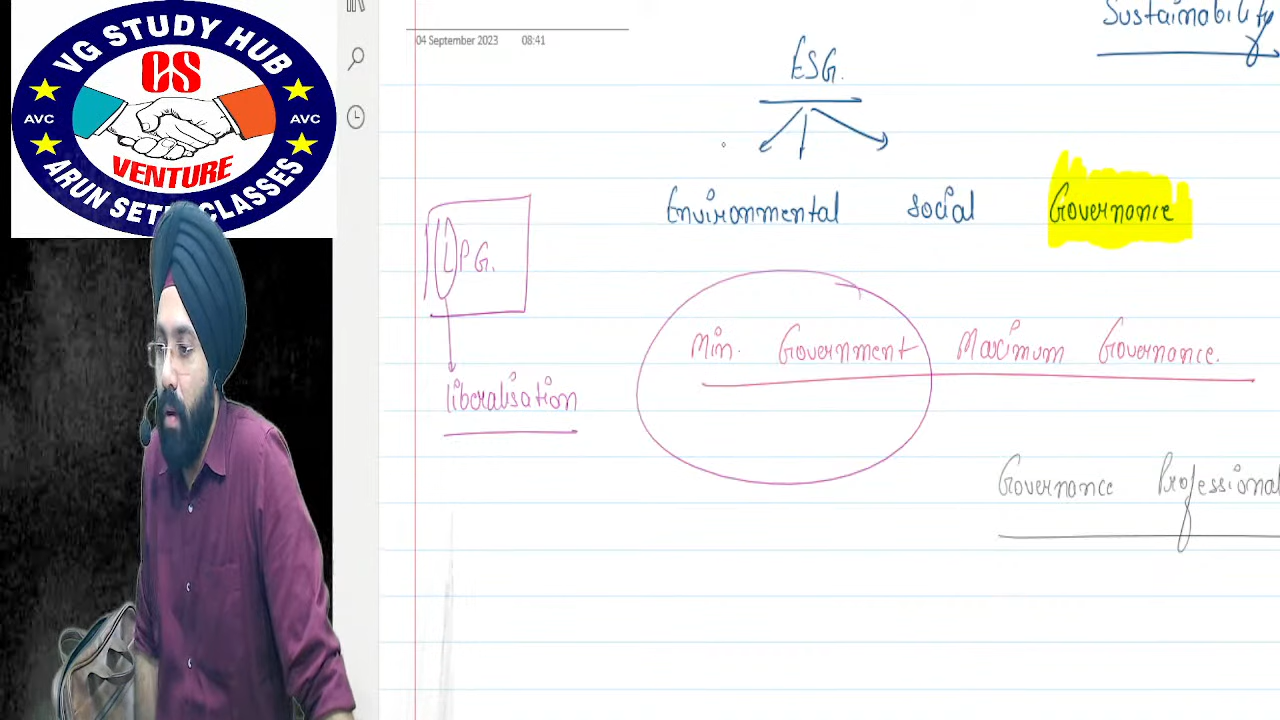 VG STUDY HUB
CS
AVC AVC
VENTURE
ARUN CLASSES
04 September 2023 08:41
Sustainability
ESG.
Environmental Social Governance
LPG.
Min. Government Maximum Governance.
liberalisation
Governance Professional